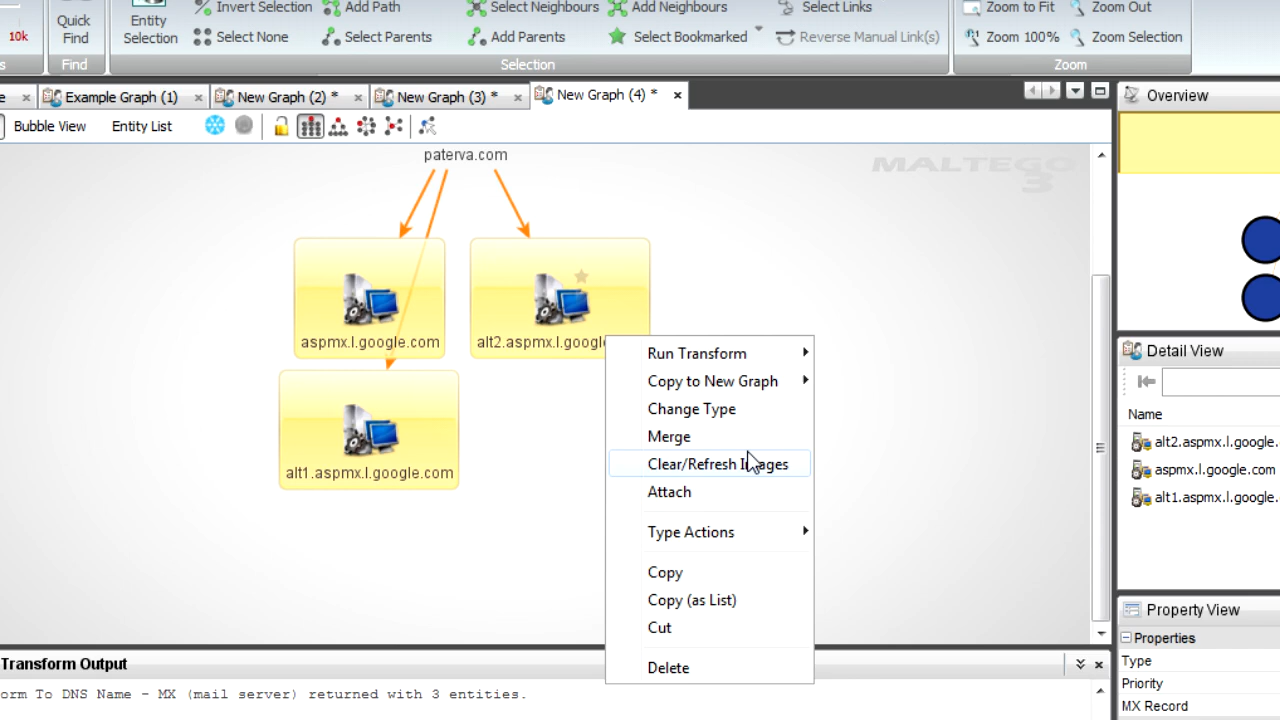 Invert Selection
Add Path
Select Neighbours
Add Neighbours
Select Links
Zoom to Fit
Zoom Out
10k
Quick Find
Entity Selection
Select None
Select Parents
Add Parents
Select Bookmarked
Reverse Manual Link(s)
Zoom 100%
Zoom Selection
s
Find
Selection
Zoom
e
Example Graph (1)
New Graph (2) *
New Graph (3) *
New Graph (4) *
Overview
Bubble View
Entity List
paterva.com
MALTEGO
3
aspmx.l.google.com
alt2.aspmx.l.google
alt1.aspmx.l.google.com
Run Transform
Copy to New Graph
Change Type
Merge
Clear/Refresh Images
Attach
Type Actions
Copy
Copy (as List)
Cut
Delete
Detail View
Name
alt2.aspmx.l.google.
aspmx.l.google.com
alt1.aspmx.l.google.
Property View
Properties
Type
Priority
MX Record
Transform Output
orm To DNS Name - MX (mail server) returned with 3 entities.